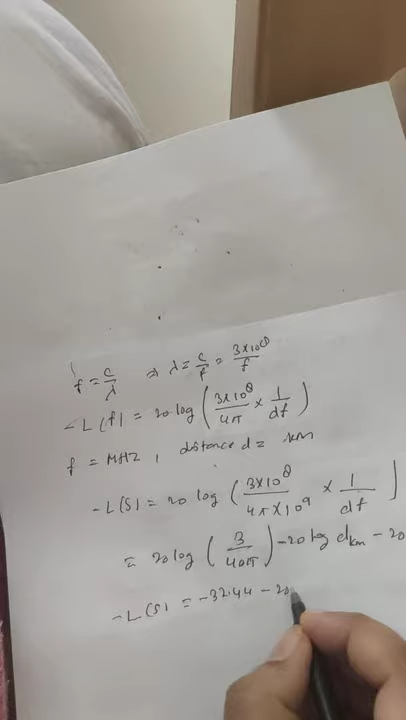 f = c/λ ⇒ λ = c/f = 3×10⁸/f
-L(f) = 20 log (3×10⁸/4π × 1/df)
f = MHZ, distance d = km
-L(S) = 20 log (3×10⁸/4π×10⁹ × 1/df)
= 20 log (3/40π) - 20 log dkm - 20
-L(S) = -32.44 - 20